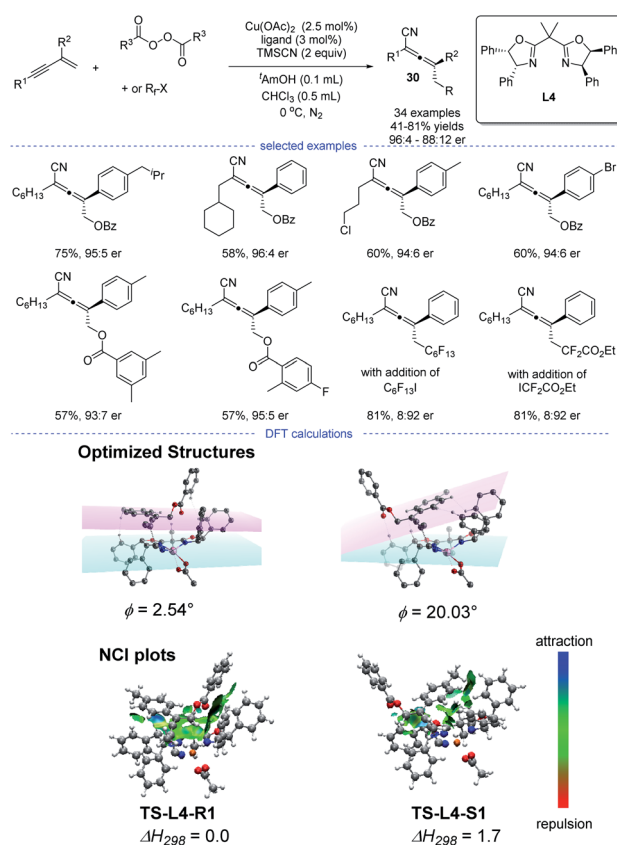 Cu(OAc)₂ (2.5 mol%)
ligand (3 mol%)
TMSCN (2 equiv)
ᵗAmOH (0.1 mL)
CHCl₃ (0.5 mL)
0 ºC, N₂
R¹
R²
+
R³
O
O
O
O
R³
+ or R_FX
CN
R¹
R²
R
30
34 examples
41-81% yields
96:4 - 88:12 er
Ph
O
N
O
N
Ph
Ph
Ph
L4
selected examples
CN
C₆H₁₃
ⁱPr
OBz
75%, 95:5 er
CN
OBz
58%, 96:4 er
CN
Cl
OBz
60%, 94:6 er
CN
C₆H₁₃
Br
OBz
60%, 94:6 er
CN
C₆H₁₃
O
O
57%, 93:7 er
CN
C₆H₁₃
O
O
F
57%, 95:5 er
CN
C₆H₁₃
C₆F₁₃
with addition of
C₆F₁₃I
81%, 8:92 er
CN
C₆H₁₃
CF₂CO₂Et
with addition of
ICF₂CO₂Et
81%, 8:92 er
DFT calculations
Optimized Structures
ϕ = 2.54°
ϕ = 20.03°
NCI plots
attraction
repulsion
TS-L4-R1
ΔH₂₉₈ = 0.0
TS-L4-S1
ΔH₂₉₈ = 1.7